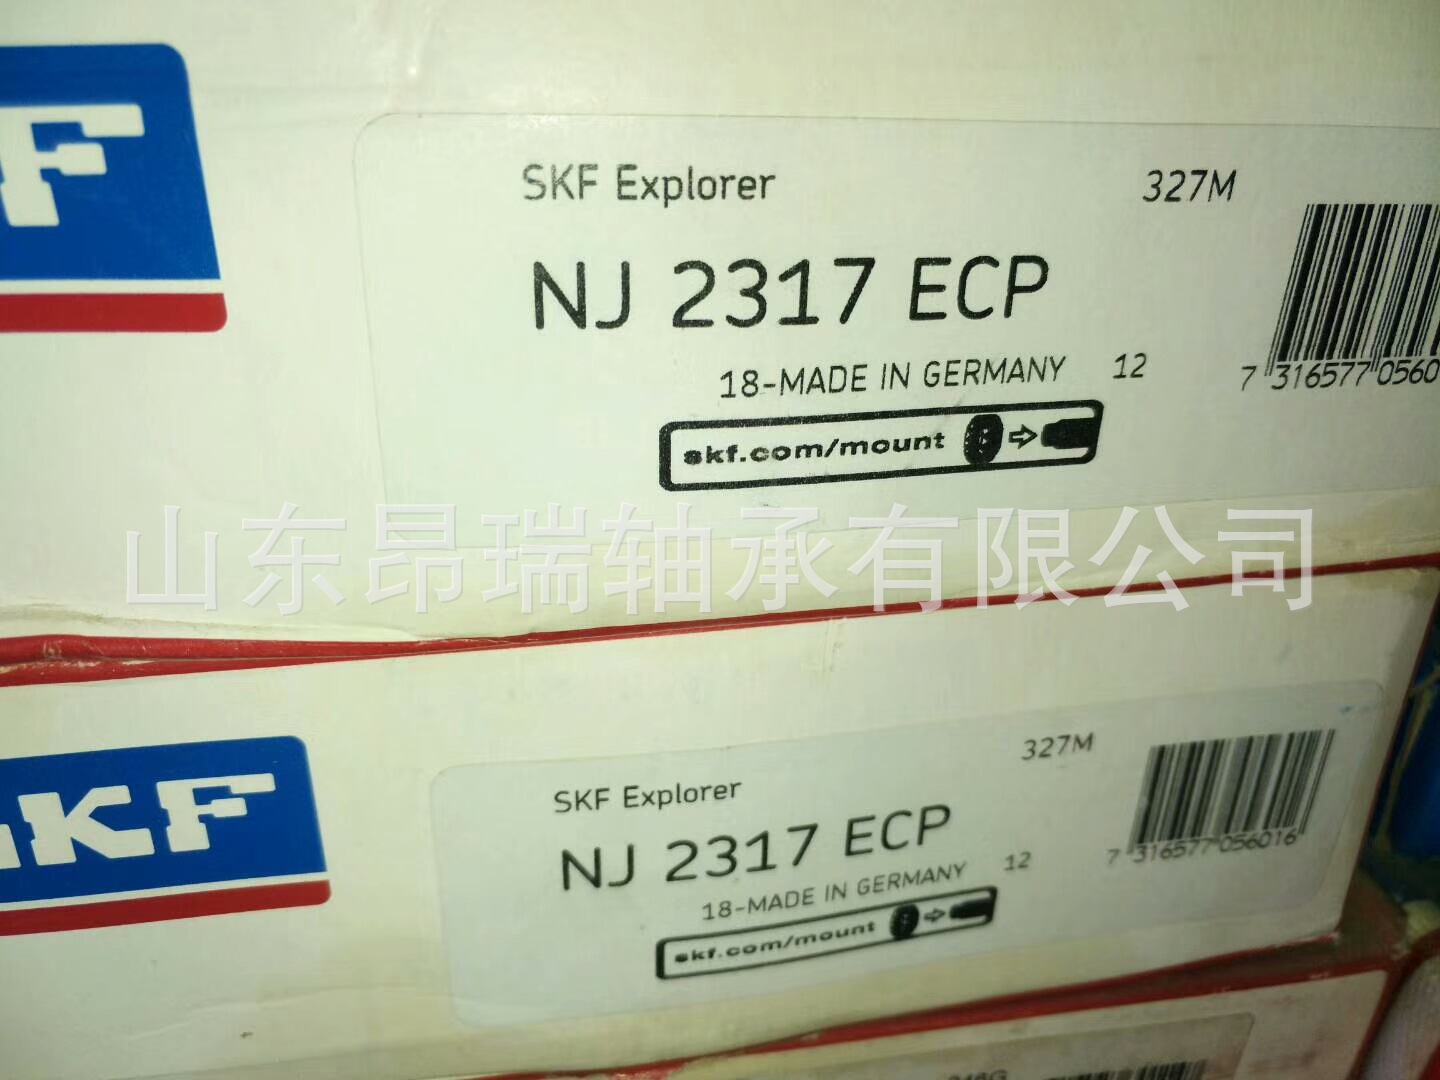 SKF Explorer 327M
NJ 2317 ECP
18-MADE IN GERMANY 12
7 316577 0560
skf.com/mount
山东昂瑞轴承有限公司
SKF
SKF Explorer 327M
NJ 2317 ECP
7 316577 056016
18-MADE IN GERMANY 12
skf.com/mount